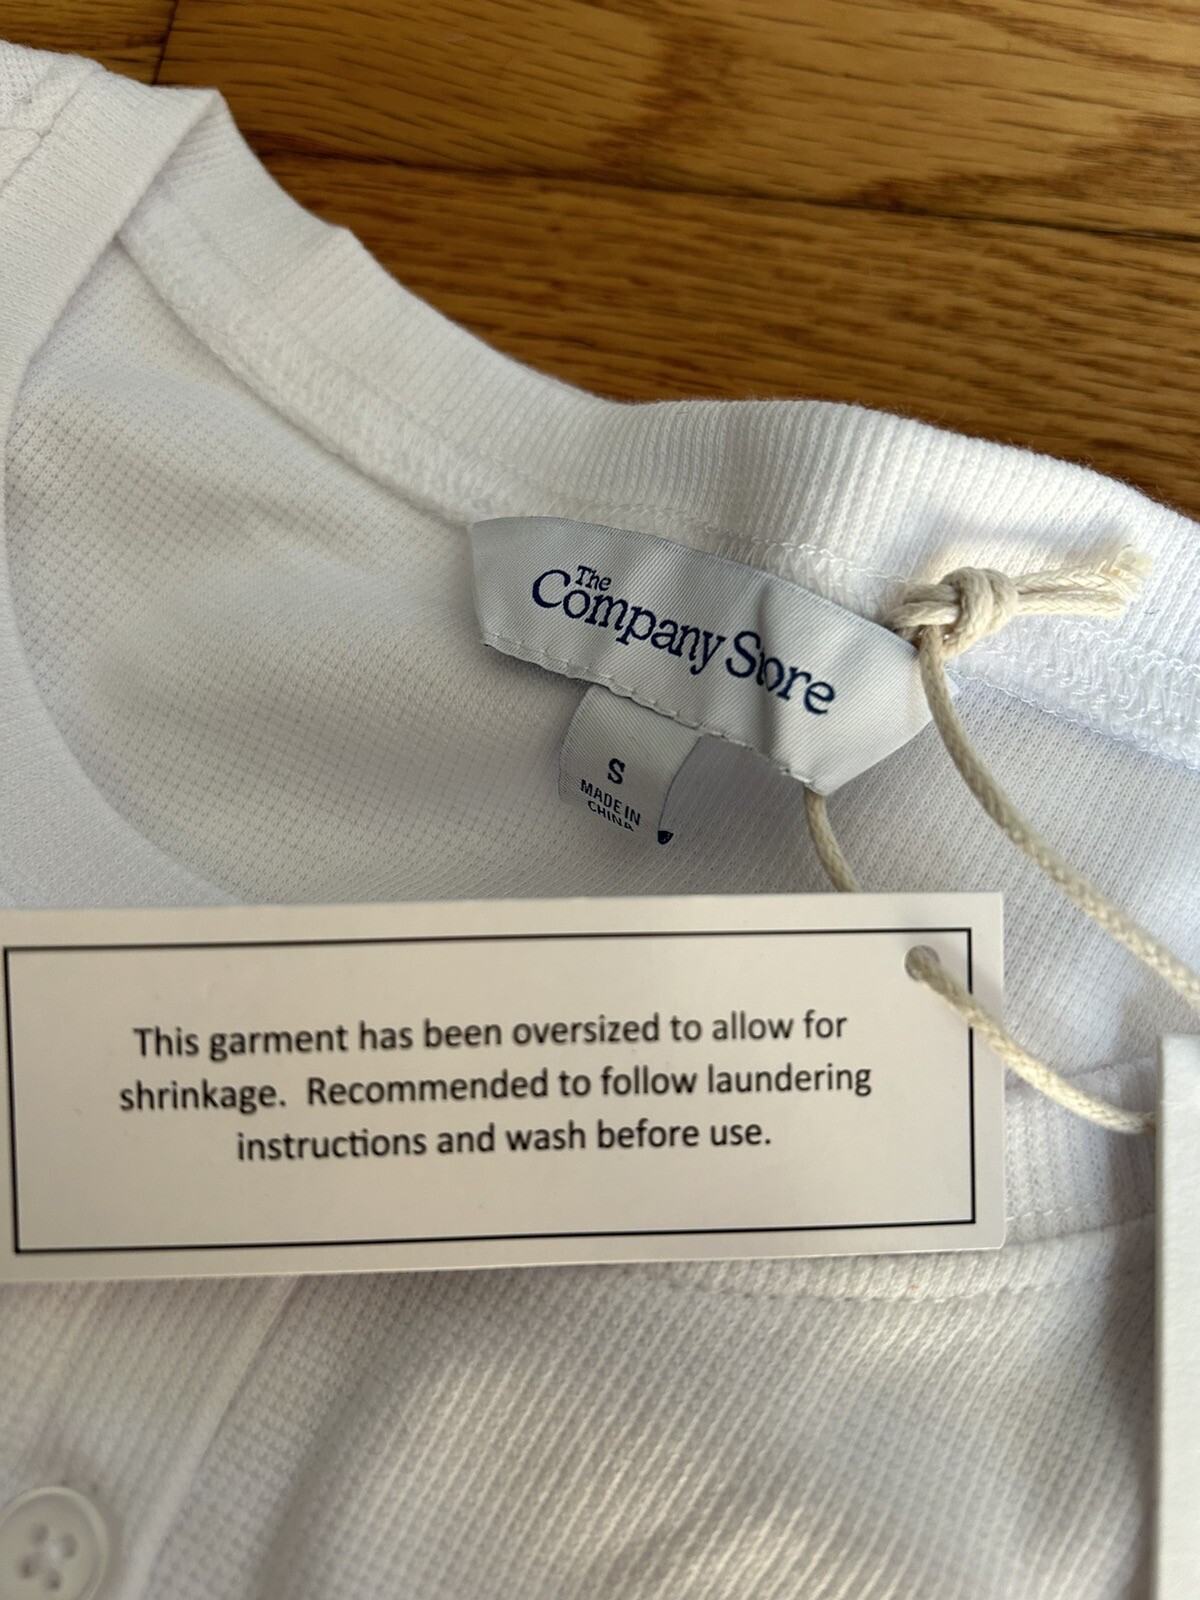 The
Company Store
S
MADE IN
CHINA
This garment has been oversized to allow for
shrinkage. Recommended to follow laundering
instructions and wash before use.